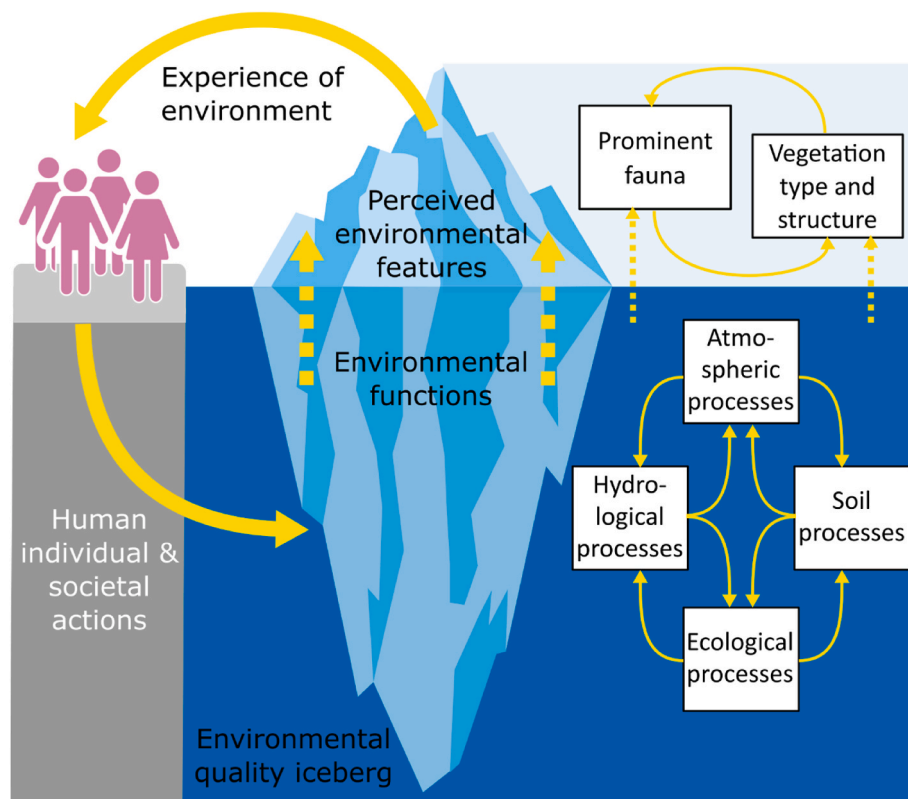 Experience of
environment
Perceived
environmental
features
Environmental
functions
Human
individual &
societal
actions
Environmental
quality iceberg
Prominent
fauna
Vegetation
type and
structure
Atmo-
spheric
processes
Hydro-
logical
processes
Soil
processes
Ecological
processes